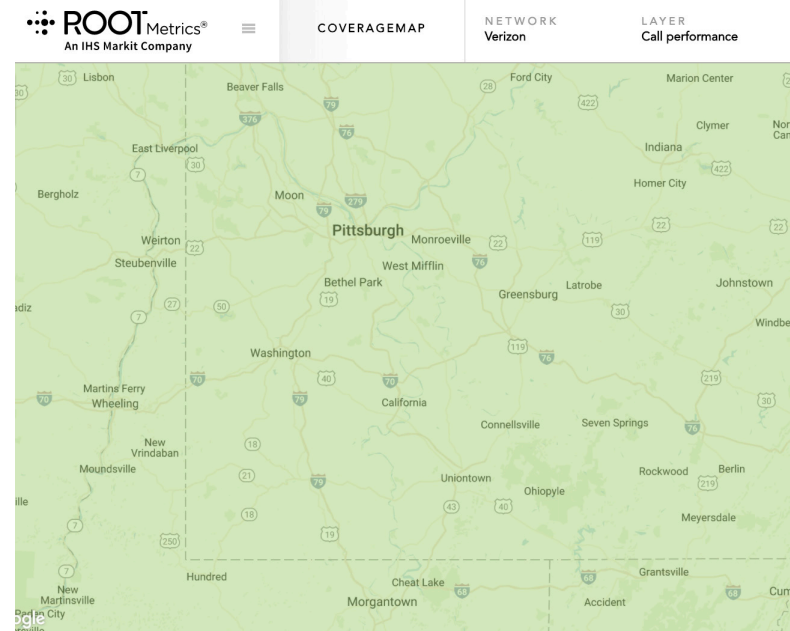 ROOTMetrics®
An IHS Markit Company
COVERAGEMAP
NETWORK
Verizon
LAYER
Call performance
30
Lisbon
Beaver Falls
79
28
Ford City
Marion Center
30
376
76
422
Clymer
East Liverpool
Indiana
30
422
7
Homer City
Bergholz
Moon
279
79
Pittsburgh
Monroeville
22
119
22
22
Weirton
22
Steubenville
West Mifflin
76
Bethel Park
Greensburg
Latrobe
Johnstown
19
27
50
30
7
Washington
119
76
70
40
70
219
Martins Ferry
70
79
California
30
Wheeling
Connellsville
Seven Springs
76
New
Vrindaban
18
Moundsville
21
79
Uniontown
Rockwood
Berlin
219
Ohiopyle
18
43
40
Meyersdale
7
19
250
7
Hundred
Cheat Lake
68
68
Grantsville
68
New
Martinsville
Morgantown
Accident